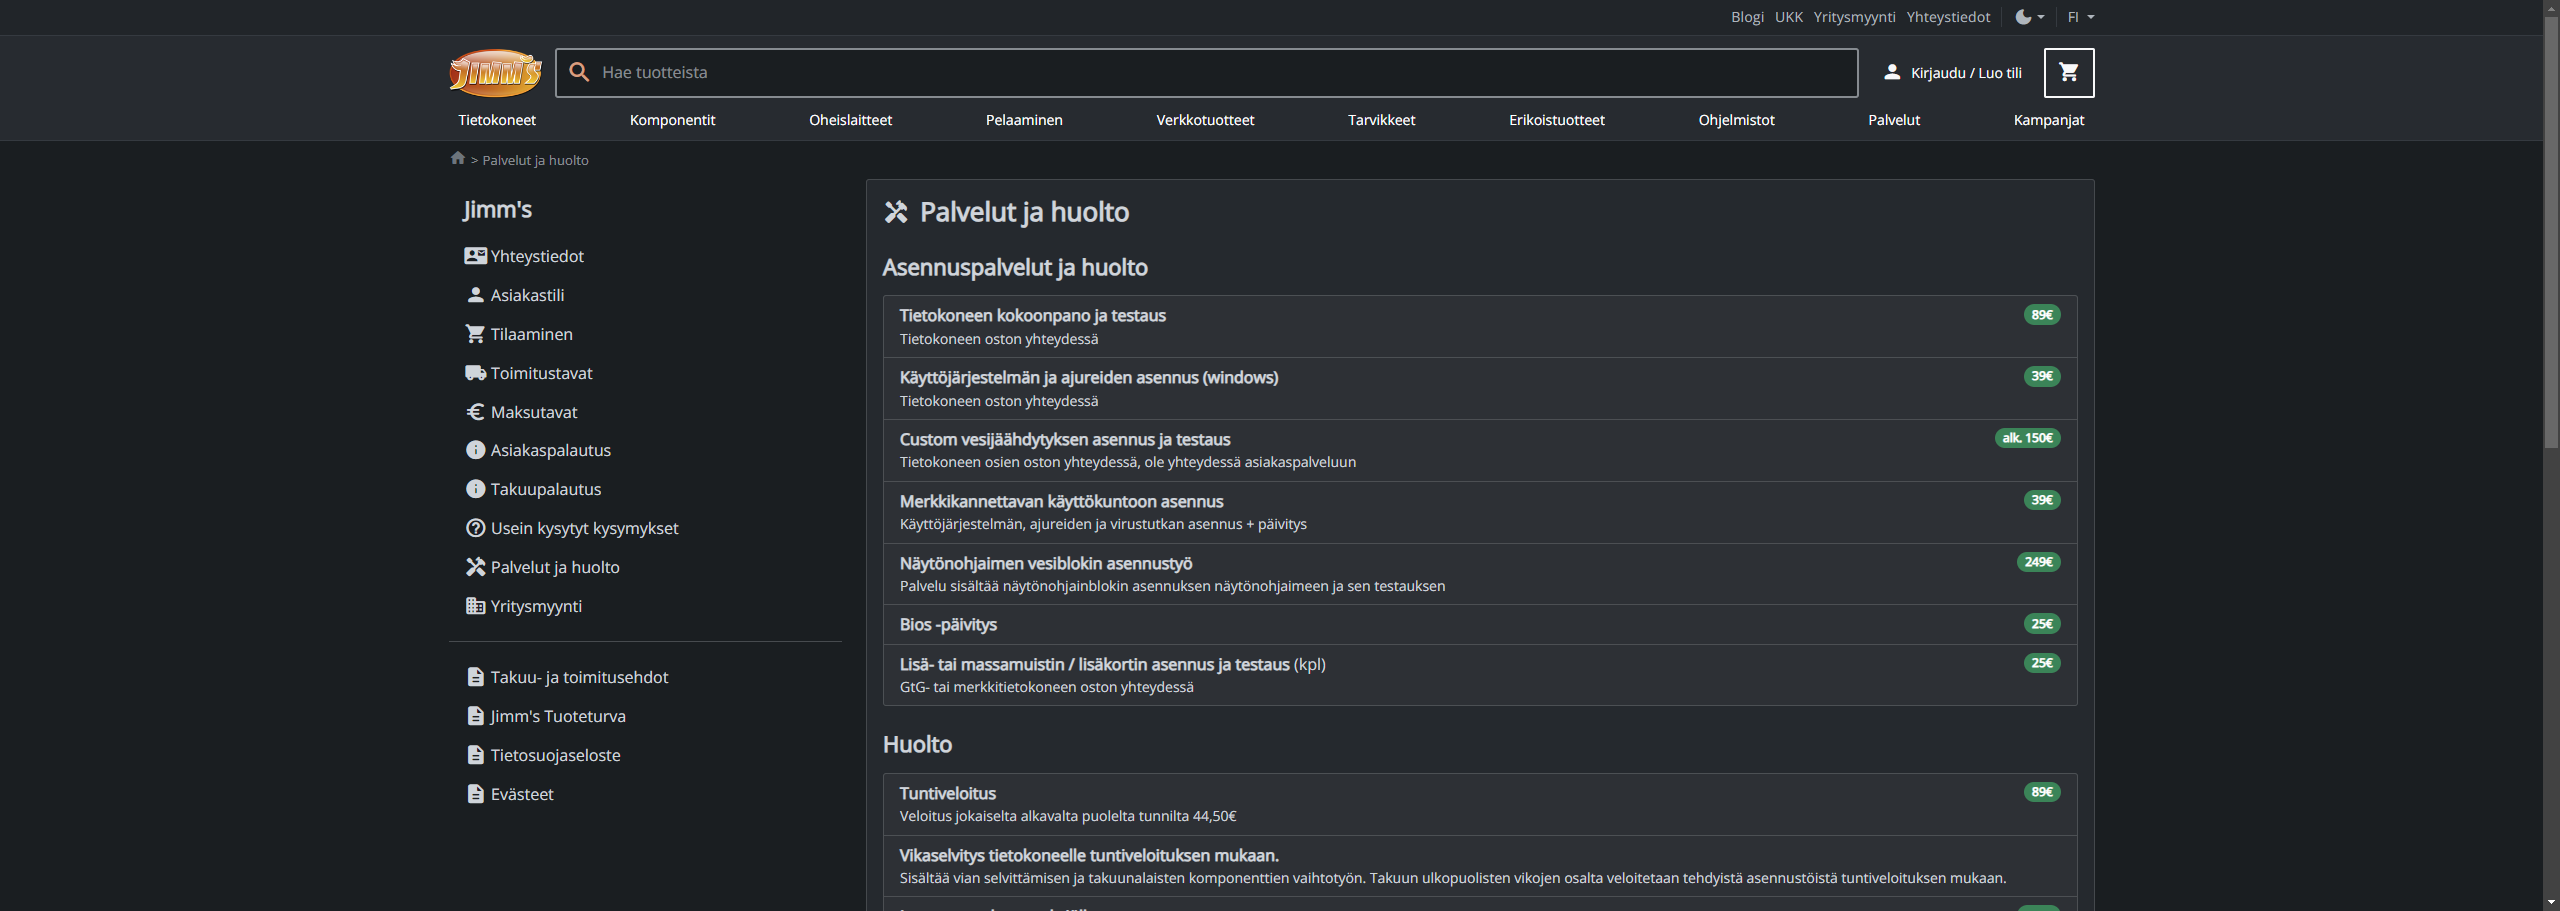 Blogi UKK Yritysmyynti Yhteystiedot FI
JIMM'S
Hae tuotteista
Kirjaudu / Luo tili
Tietokoneet Komponentit Oheislaitteet Pelaaminen Verkkotuotteet Tarvikkeet Erikoistuotteet Ohjelmistot Palvelut Kampanjat
> Palvelut ja huolto
Jimm's
Yhteystiedot
Asiakastili
Tilaaminen
Toimitustavat
Maksutavat
Asiakaspalautus
Takuupalautus
Usein kysytyt kysymykset
Palvelut ja huolto
Yritysmyynti
Takuu- ja toimitusehdot
Jimm's Tuoteturva
Tietosuojaseloste
Evästeet
Palvelut ja huolto
Asennuspalvelut ja huolto
Tietokoneen kokoonpano ja testaus 89€
Tietokoneen oston yhteydessä
Käyttöjärjestelmän ja ajureiden asennus (windows) 39€
Tietokoneen oston yhteydessä
Custom vesijäähdytyksen asennus ja testaus alk. 150€
Tietokoneen osien oston yhteydessä, ole yhteydessä asiakaspalveluun
Merkkikannettavan käyttökuntoon asennus 39€
Käyttöjärjestelmän, ajureiden ja virustutkan asennus + päivitys
Näytönohjaimen vesiblokin asennustyö 249€
Palvelu sisältää näytönohjainblokin asennuksen näytönohjaimeen ja sen testauksen
Bios -päivitys 25€
Lisä- tai massamuistin / lisäkortin asennus ja testaus (kpl) 25€
GtG- tai merkkitietokoneen oston yhteydessä
Huolto
Tuntiveloitus 89€
Veloitus jokaiselta alkavalta puolelta tunnilta 44,50€
Vikaselvitys tietokoneelle tuntiveloituksen mukaan.
Sisältää vian selvittämisen ja takuunalaisten komponenttien vaihtotyön. Takuun ulkopuolisten vikojen osalta veloitetaan tehdyistä asennustöistä tuntiveloituksen mukaan.